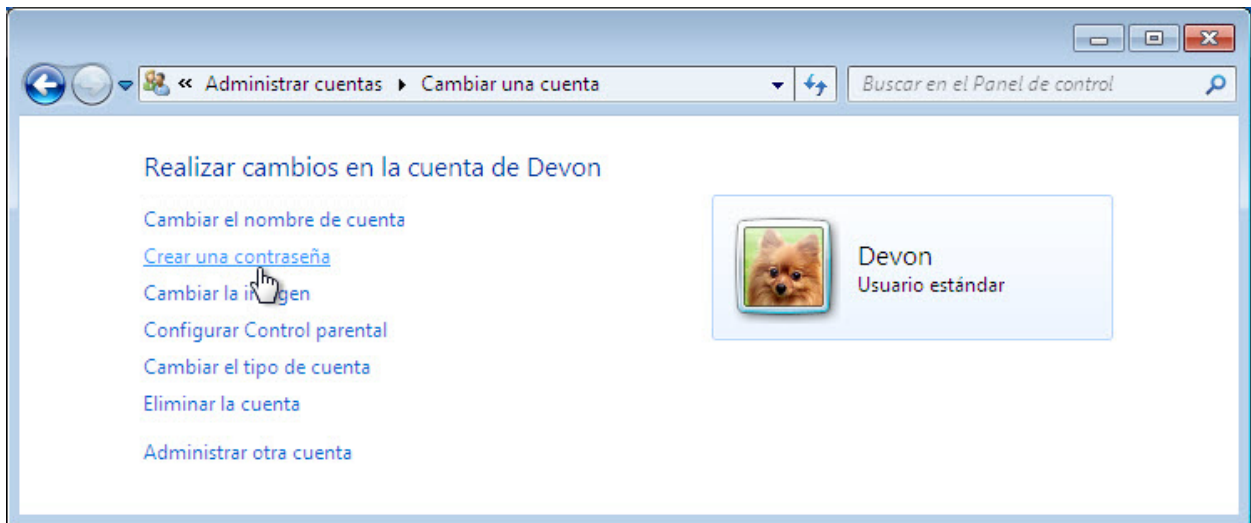 « Administrar cuentas ▸ Cambiar una cuenta
Buscar en el Panel de control
Realizar cambios en la cuenta de Devon
Cambiar el nombre de cuenta
Crear una contraseña
Cambiar la imagen
Configurar Control parental
Cambiar el tipo de cuenta
Eliminar la cuenta
Administrar otra cuenta
Devon
Usuario estándar